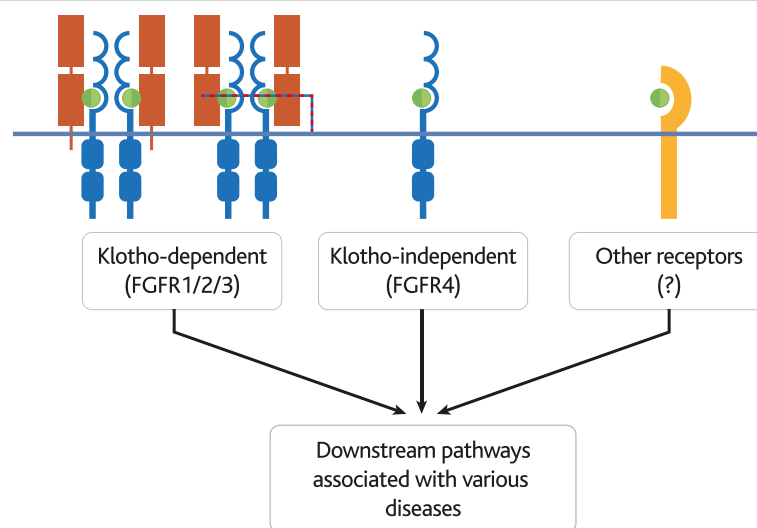 Klotho-dependent
(FGFR1/2/3)
Klotho-independent
(FGFR4)
Other receptors
(?)
Downstream pathways
associated with various
diseases